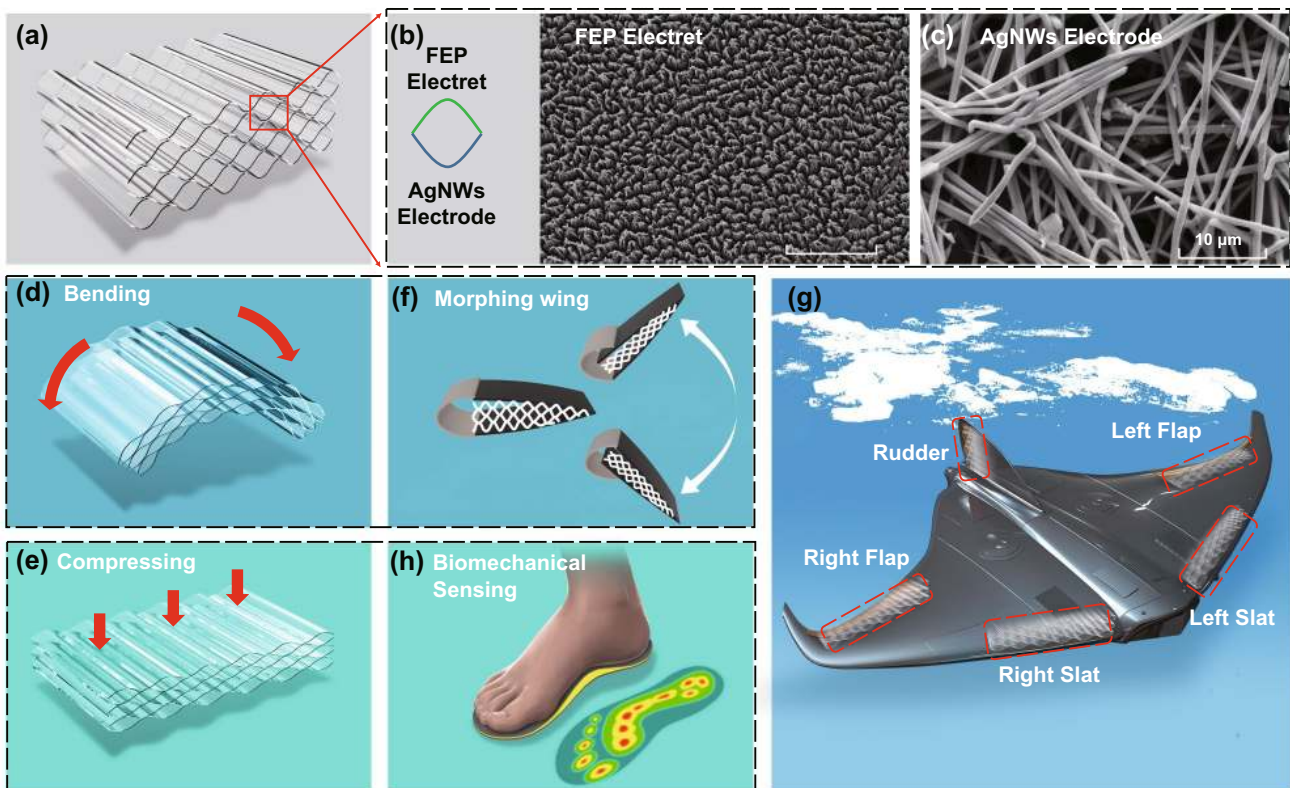 (a)
(b)
FEP
Electret
AgNWs
Electrode
FEP Electret
(c)
AgNWs Electrode
10 µm
(d)
Bending
(e)
Compressing
(f)
Morphing wing
(h)
Biomechanical
Sensing
(g)
Rudder
Left Flap
Right Flap
Left Slat
Right Slat